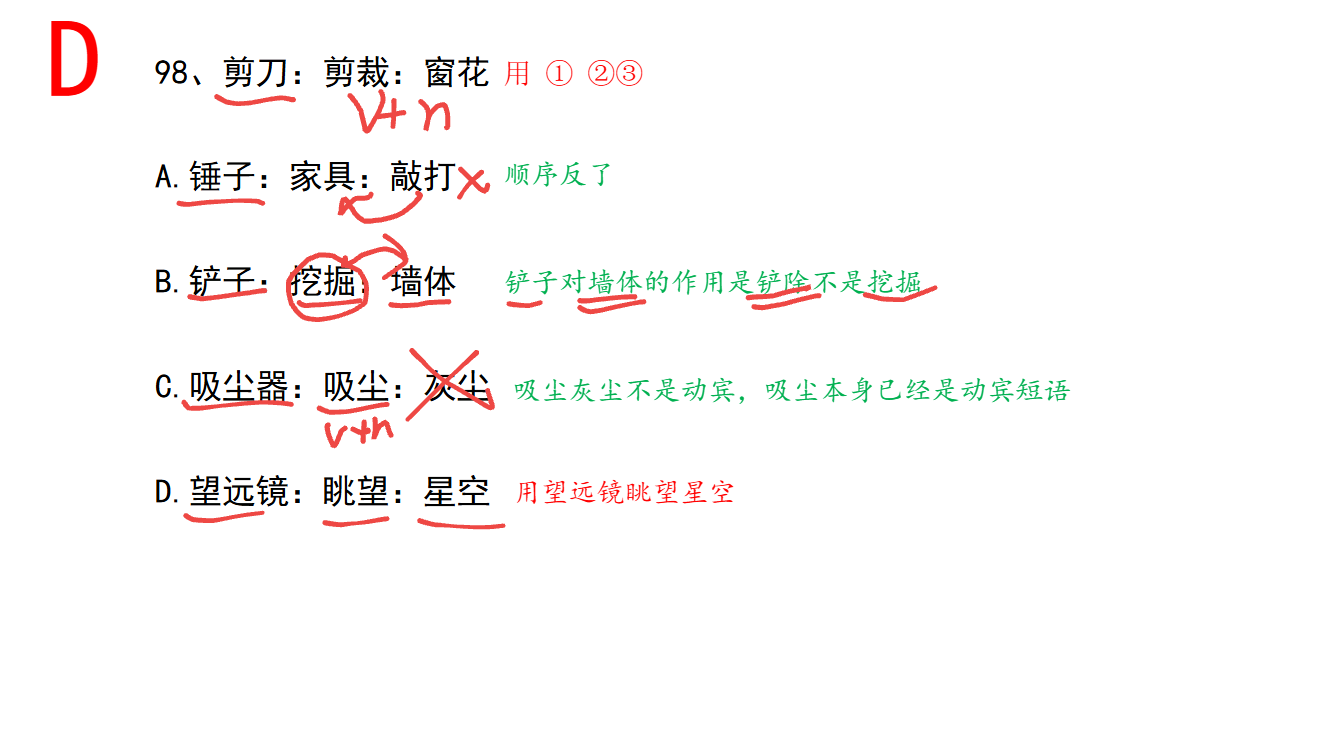 D
98、剪刀：剪裁：窗花 用 ① ②③
V+n
A.锤子：家具：敲打× 顺序反了
B.铲子：挖掘：墙体 铲子对墙体的作用是铲除不是挖掘
C.吸尘器：吸尘：灰尘 吸尘灰尘不是动宾，吸尘本身已经是动宾短语
v+n
D.望远镜：眺望：星空 用望远镜眺望星空